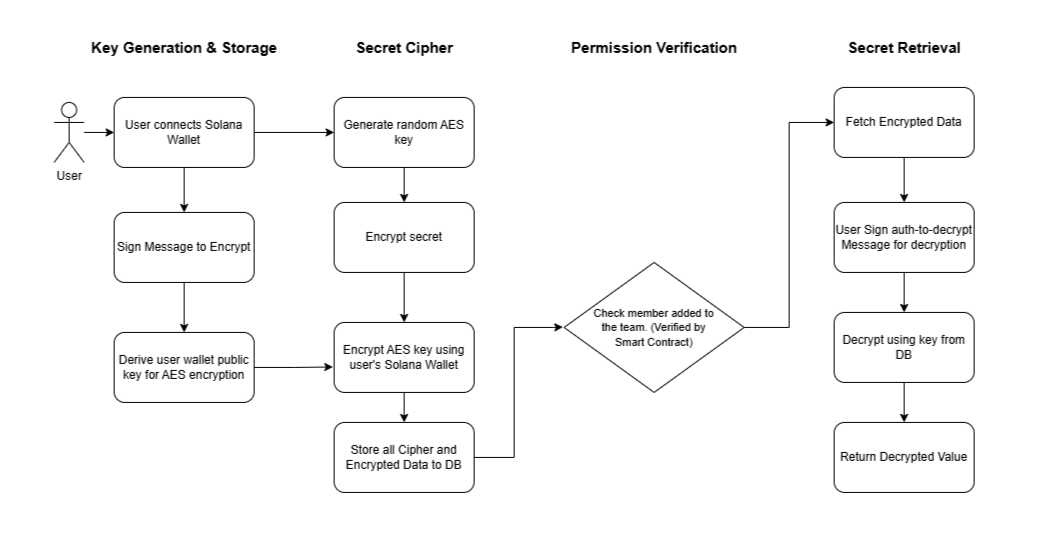 Key Generation & Storage
Secret Cipher
Permission Verification
Secret Retrieval
User
User connects Solana
Wallet
Sign Message to Encrypt
Derive user wallet public
key for AES encryption
Generate random AES
key
Encrypt secret
Encrypt AES key using
user's Solana Wallet
Store all Cipher and
Encrypted Data to DB
Check member added to
the team. (Verified by
Smart Contract)
Fetch Encrypted Data
User Sign auth-to-decrypt
Message for decryption
Decrypt using key from
DB
Return Decrypted Value